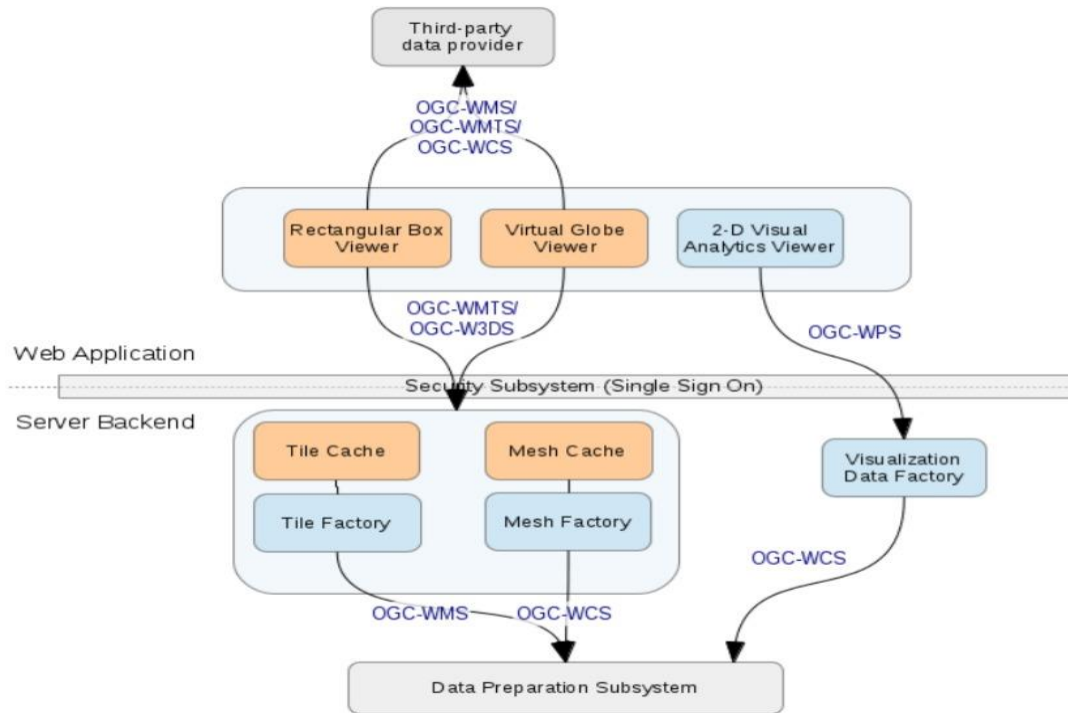 Third-party
data provider
OGC-WMS/
OGC-WMTS/
OGC-WCS
Rectangular Box
Viewer
Virtual Globe
Viewer
2-D Visual
Analytics Viewer
OGC-WMTS/
OGC-W3DS
OGC-WPS
Web Application
Security Subsystem (Single Sign On)
Server Backend
Tile Cache
Mesh Cache
Visualization
Data Factory
Tile Factory
Mesh Factory
OGC-WCS
OGC-WMS
OGC-WCS
Data Preparation Subsystem